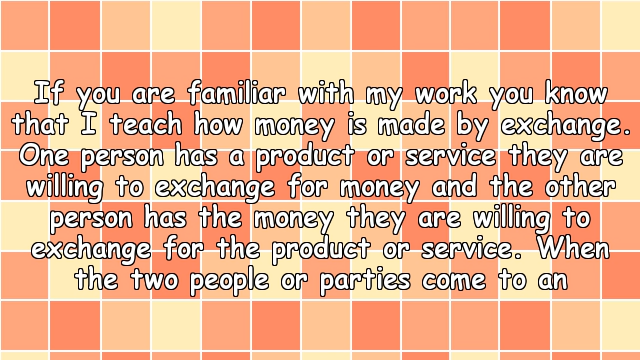 If you are familiar with my work you know
that I teach how money is made by exchange.
One person has a product or service they are
willing to exchange for money and the other
person has the money they are willing to
exchange for the product or service. When
the two people or parties come to an